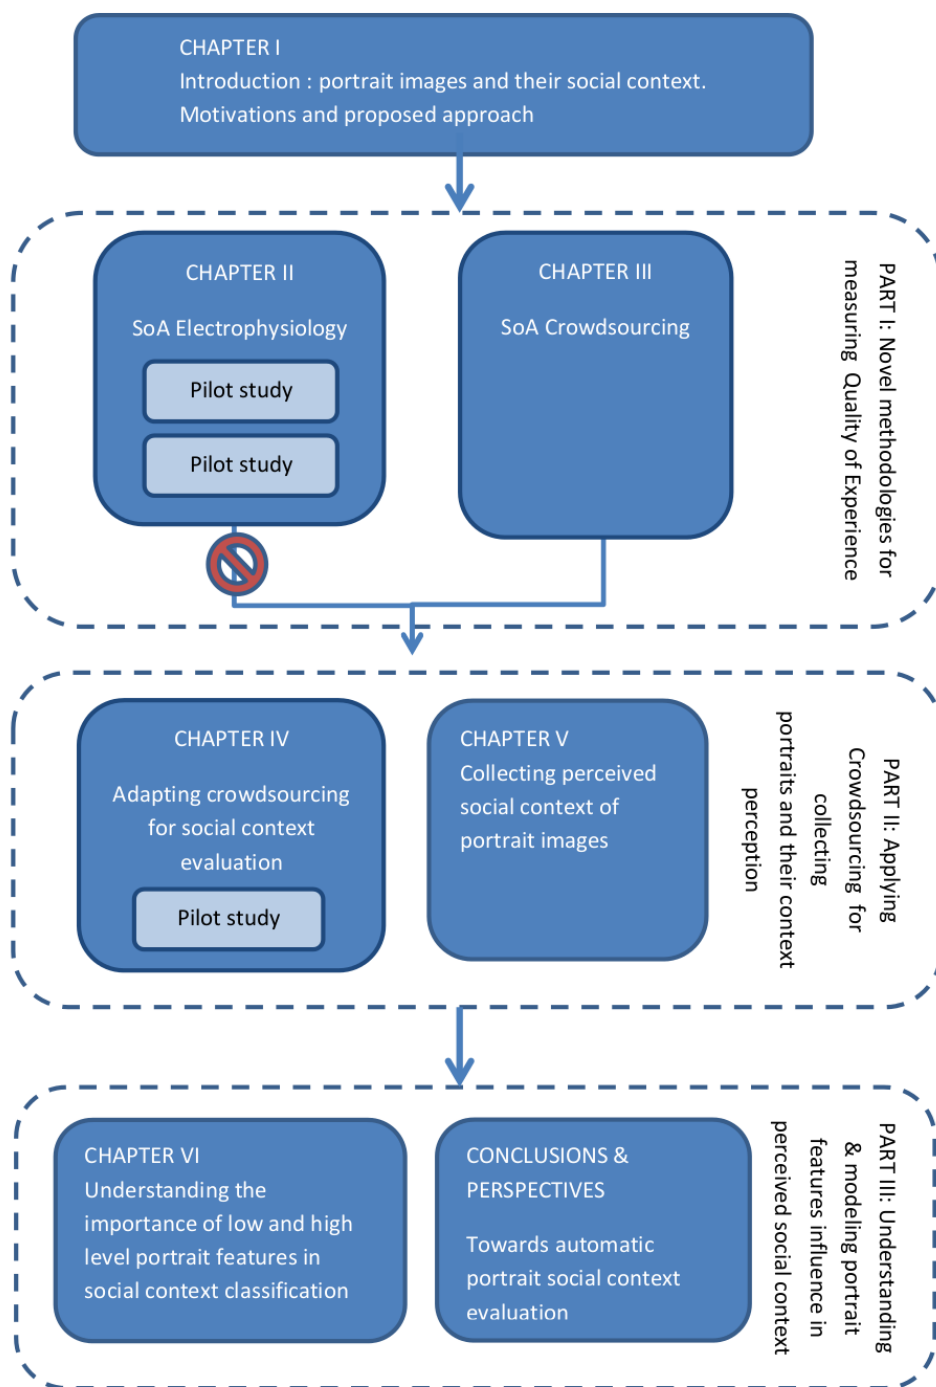 CHAPTER I
Introduction : portrait images and their social context.
Motivations and proposed approach
CHAPTER II
SoA Electrophysiology
Pilot study
Pilot study
CHAPTER III
SoA Crowdsourcing
PART I: Novel methodologies for
measuring Quality of Experience
CHAPTER IV
Adapting crowdsourcing
for social context
evaluation
Pilot study
CHAPTER V
Collecting perceived
social context of
portrait images
PART II: Applying
Crowdsourcing for
collecting
portraits and their context
perception
CHAPTER VI
Understanding the
importance of low and high
level portrait features in
social context classification
CONCLUSIONS &
PERSPECTIVES
Towards automatic
portrait social context
evaluation
PART III: Understanding
& modeling portrait
features influence in
perceived social context